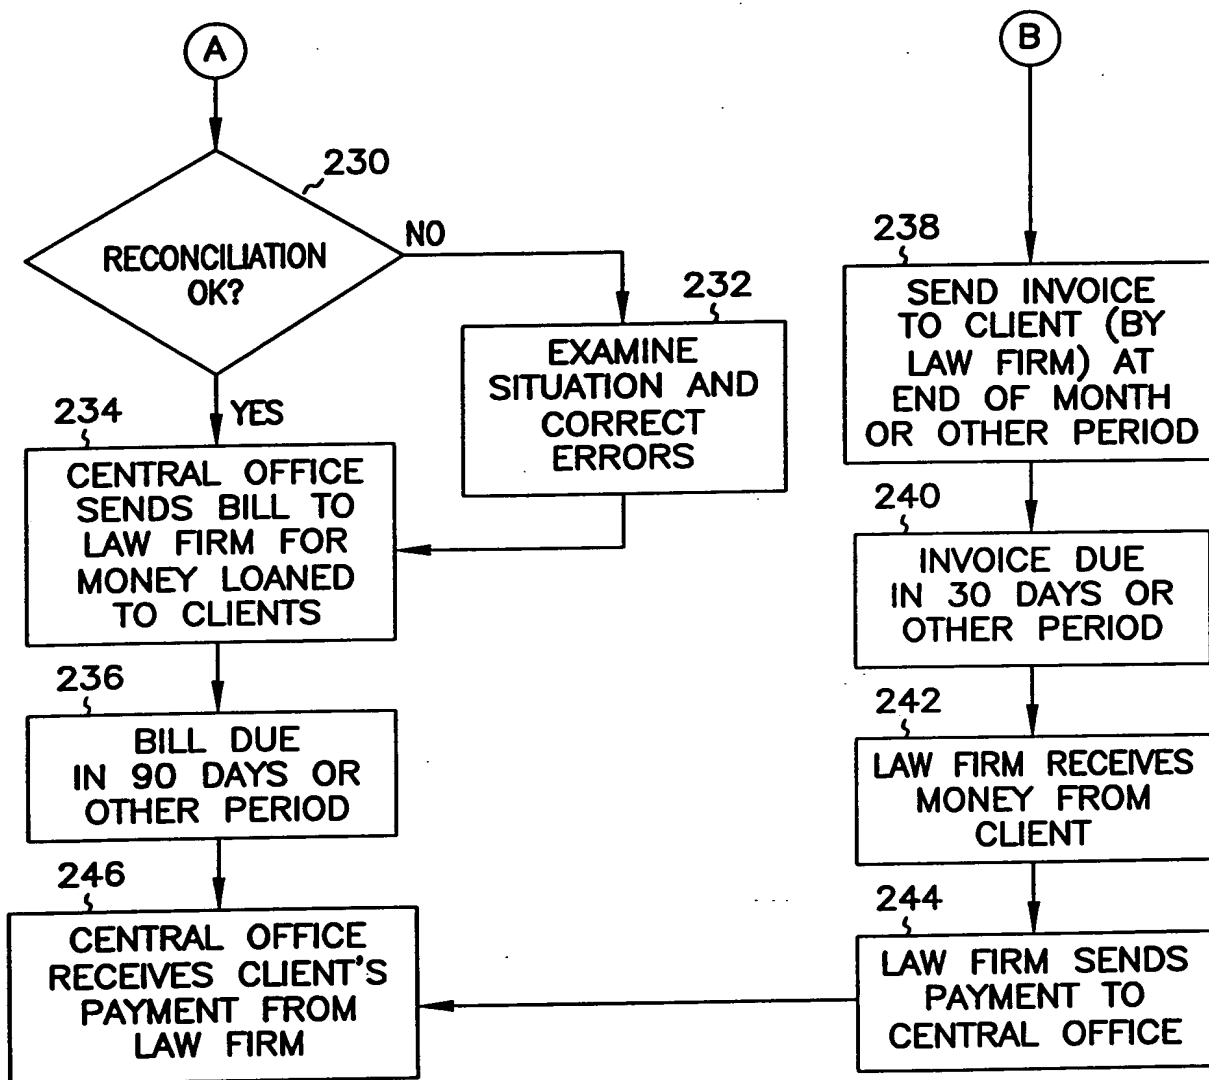 A
230
RECONCILIATION
OK?
NO
YES
232
EXAMINE
SITUATION AND
CORRECT
ERRORS
234
CENTRAL OFFICE
SENDS BILL TO
LAW FIRM FOR
MONEY LOANED
TO CLIENTS
236
BILL DUE
IN 90 DAYS OR
OTHER PERIOD
246
CENTRAL OFFICE
RECEIVES CLIENT'S
PAYMENT FROM
LAW FIRM
B
238
SEND INVOICE
TO CLIENT (BY
LAW FIRM) AT
END OF MONTH
OR OTHER PERIOD
240
INVOICE DUE
IN 30 DAYS OR
OTHER PERIOD
242
LAW FIRM RECEIVES
MONEY FROM
CLIENT
244
LAW FIRM SENDS
PAYMENT TO
CENTRAL OFFICE